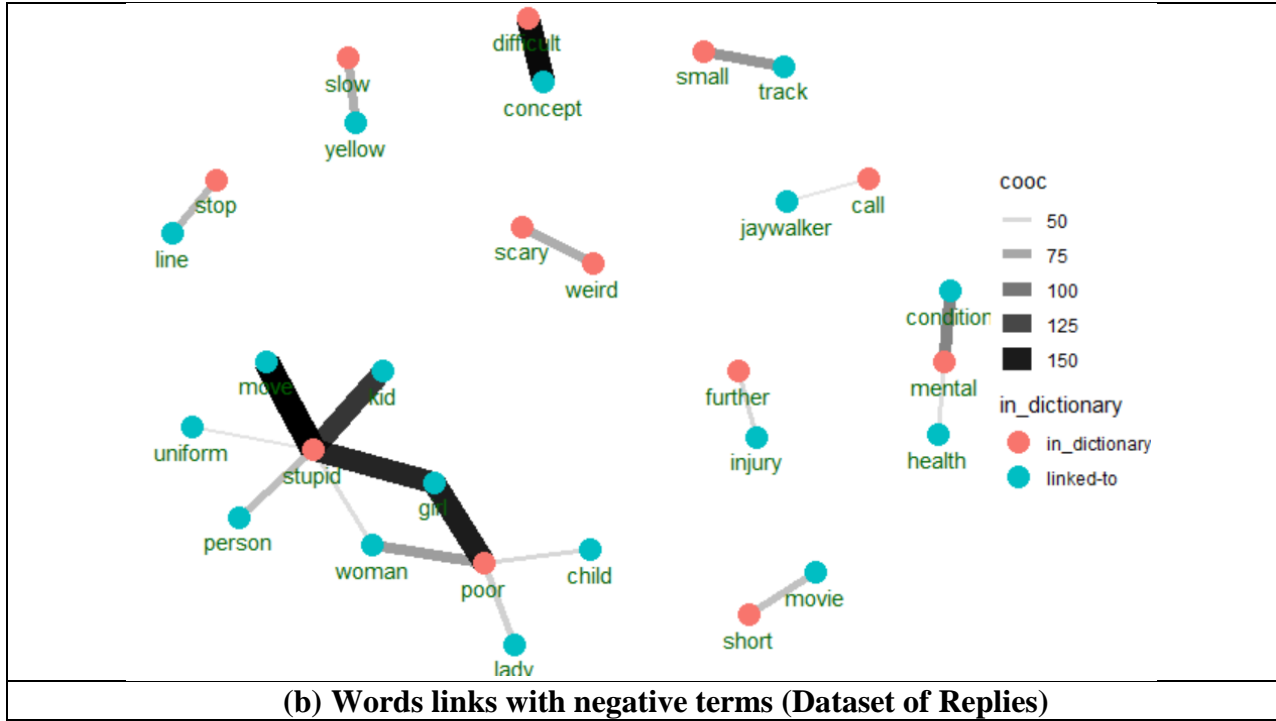 difficult
concept
small
track
slow
yellow
stop
line
scary
weird
jaywalker
call
cooc
50
75
100
125
150
in_dictionary
in_dictionary
linked-to
condition
mental
health
further
injury
move
kid
uniform
stupid
girl
person
woman
poor
child
lady
movie
short
(b) Words links with negative terms (Dataset of Replies)